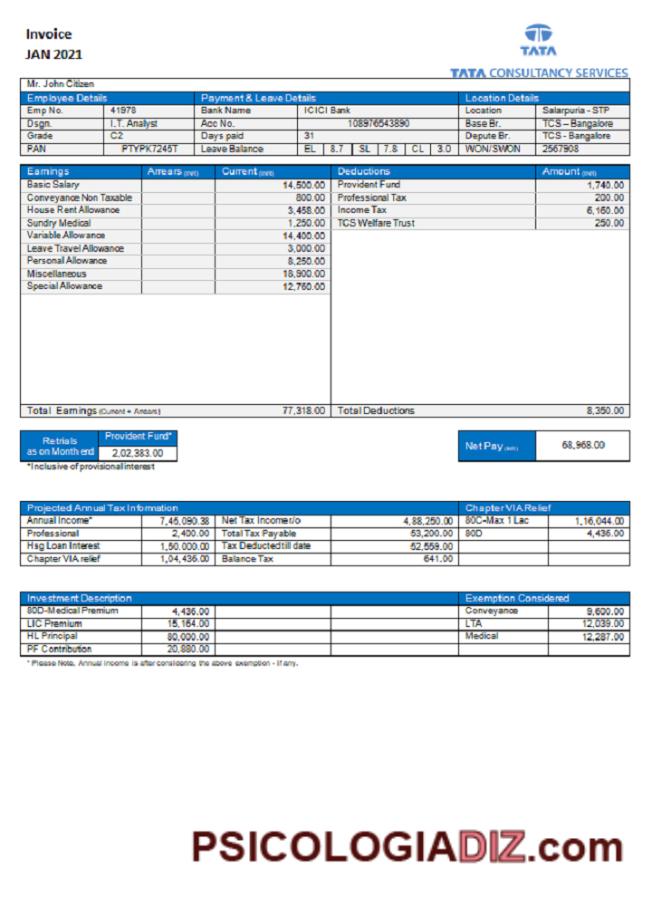 Invoice
JAN 2021
TATA
TATA CONSULTANCY SERVICES
Mr. John Citizen
Employee Details Payment & Leave Details Location Details
Emp No. 41978 Bank Name ICICI Bank Location Salarpuria - STP
Dsgn. I.T. Analyst Acc No. 108976543890 Base Br. TCS – Bangalore
Grade C2 Days paid 31 Depute Br. TCS - Bangalore
PAN PTYPK7245T Leave Balance EL 8.7 SL 7.8 CL 3.0 WON/SWON 2567908
Earnings Arrears (INR) Current (INR) Deductions Amount (INR)
Basic Salary 14,500.00 Provident Fund 1,740.00
Conveyance Non Taxable 800.00 Professional Tax 200.00
House Rent Allowance 3,458.00 Income Tax 6,160.00
Sundry Medical 1,250.00 TCS Welfare Trust 250.00
Variable Allowance 14,400.00
Leave Travel Allowance 3,000.00
Personal Allowance 8,250.00
Miscellaneous 18,900.00
Special Allowance 12,760.00
Total Earnings (Current + Arrears) 77,318.00 Total Deductions 8,350.00
Retrials as on Month end Provident Fund* 2,02,383.00 Net Pay (INR) 68,968.00
*Inclusive of provisional interest
Projected Annual Tax Information Chapter VIA Relief
Annual Income* 7,45,090.38 Net Tax Income r/o 4,88,250.00 80C-Max 1 Lac 1,16,044.00
Professional 2,400.00 Total Tax Payable 53,200.00 80D 4,436.00
Hsg Loan Interest 1,50,000.00 Tax Deducted till date 52,559.00
Chapter VIA relief 1,04,436.00 Balance Tax 641.00
Investment Description Exemption Considered
80D-Medical Premium 4,436.00 Conveyance 9,600.00
LIC Premium 15,164.00 LTA 12,039.00
HL Principal 80,000.00 Medical 12,287.00
PF Contribution 20,880.00
* Please Note, Annual Income is after considering the above exemption - if any.
PSICOLOGIADIZ.com